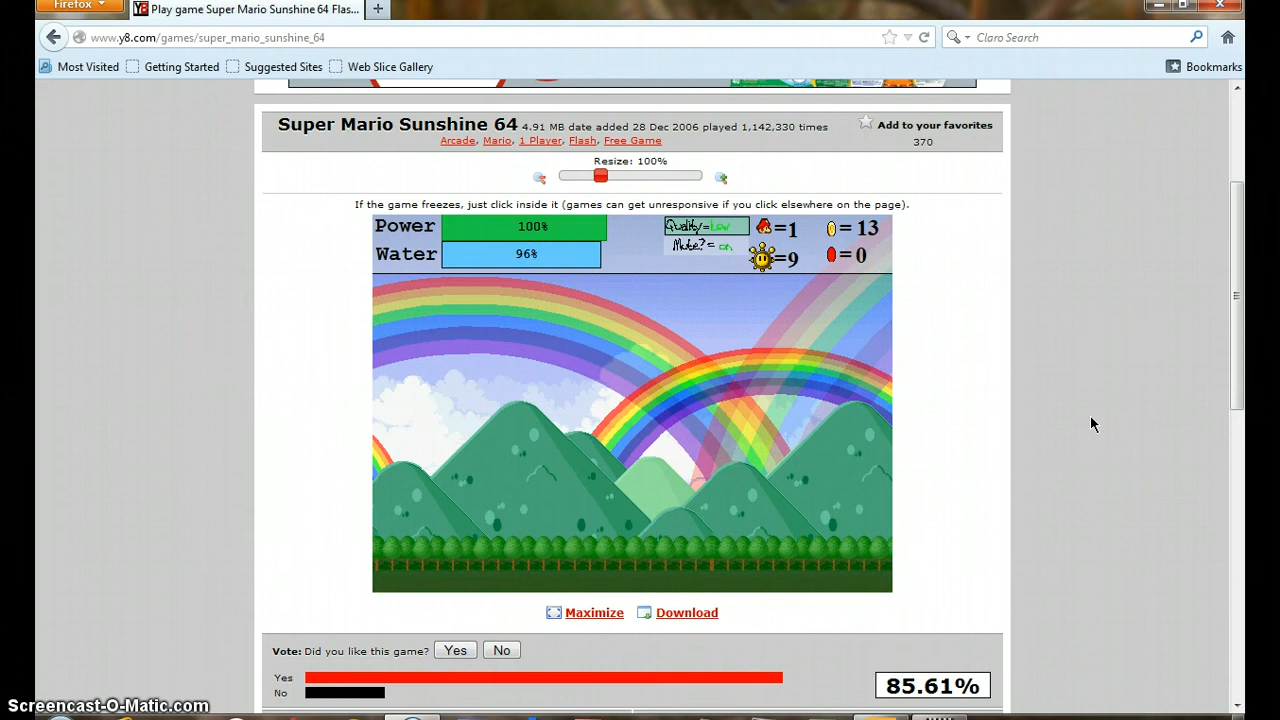 Firefox
Play game Super Mario Sunshine 64 Flas...
www.y8.com/games/super_mario_sunshine_64
Claro Search
Most Visited
Getting Started
Suggested Sites
Web Slice Gallery
Bookmarks
Super Mario Sunshine 64 4.91 MB date added 28 Dec 2006 played 1,142,330 times
Add to your favorites
Arcade, Mario, 1 Player, Flash, Free Game
370
Resize: 100%
If the game freezes, just click inside it (games can get unresponsive if you click elsewhere on the page).
Power 100% Quality=Low =1 = 13
Water 96% Mute?= on =9 = 0
Maximize Download
Vote: Did you like this game? Yes No
Yes
No
85.61%
Screencast-O-Matic.com